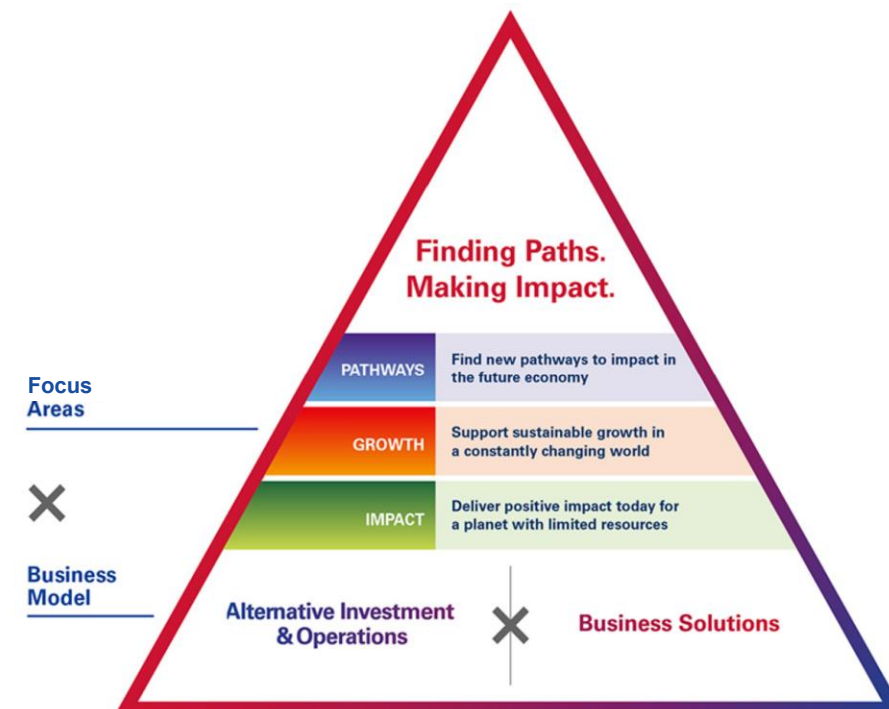 Finding Paths.
Making Impact.
Focus
Areas
PATHWAYS
Find new pathways to impact in
the future economy
GROWTH
Support sustainable growth in
a constantly changing world
IMPACT
Deliver positive impact today for
a planet with limited resources
Business
Model
Alternative Investment
& Operations
Business Solutions